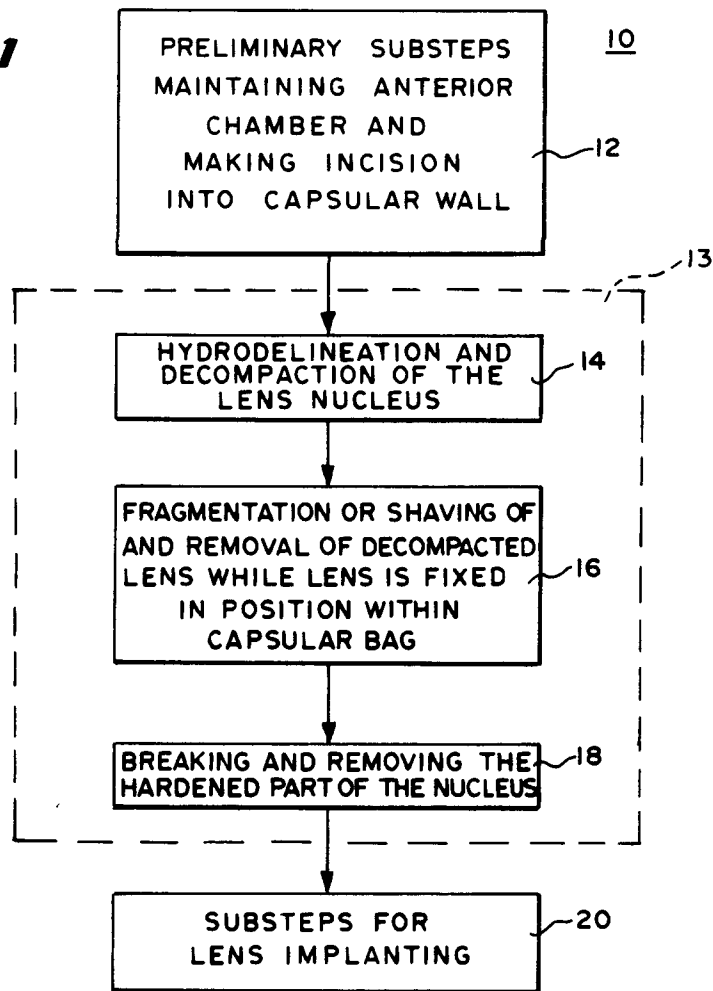 1
10
PRELIMINARY SUBSTEPS
MAINTAINING ANTERIOR
CHAMBER AND
MAKING INCISION
INTO CAPSULAR WALL
12
13
HYDRODELINEATION AND
DECOMPACTION OF THE
LENS NUCLEUS
14
FRAGMENTATION OR SHAVING OF
AND REMOVAL OF DECOMPACTED
LENS WHILE LENS IS FIXED
IN POSITION WITHIN
CAPSULAR BAG
16
BREAKING AND REMOVING THE
HARDENED PART OF THE NUCLEUS
18
SUBSTEPS FOR
LENS IMPLANTING
20